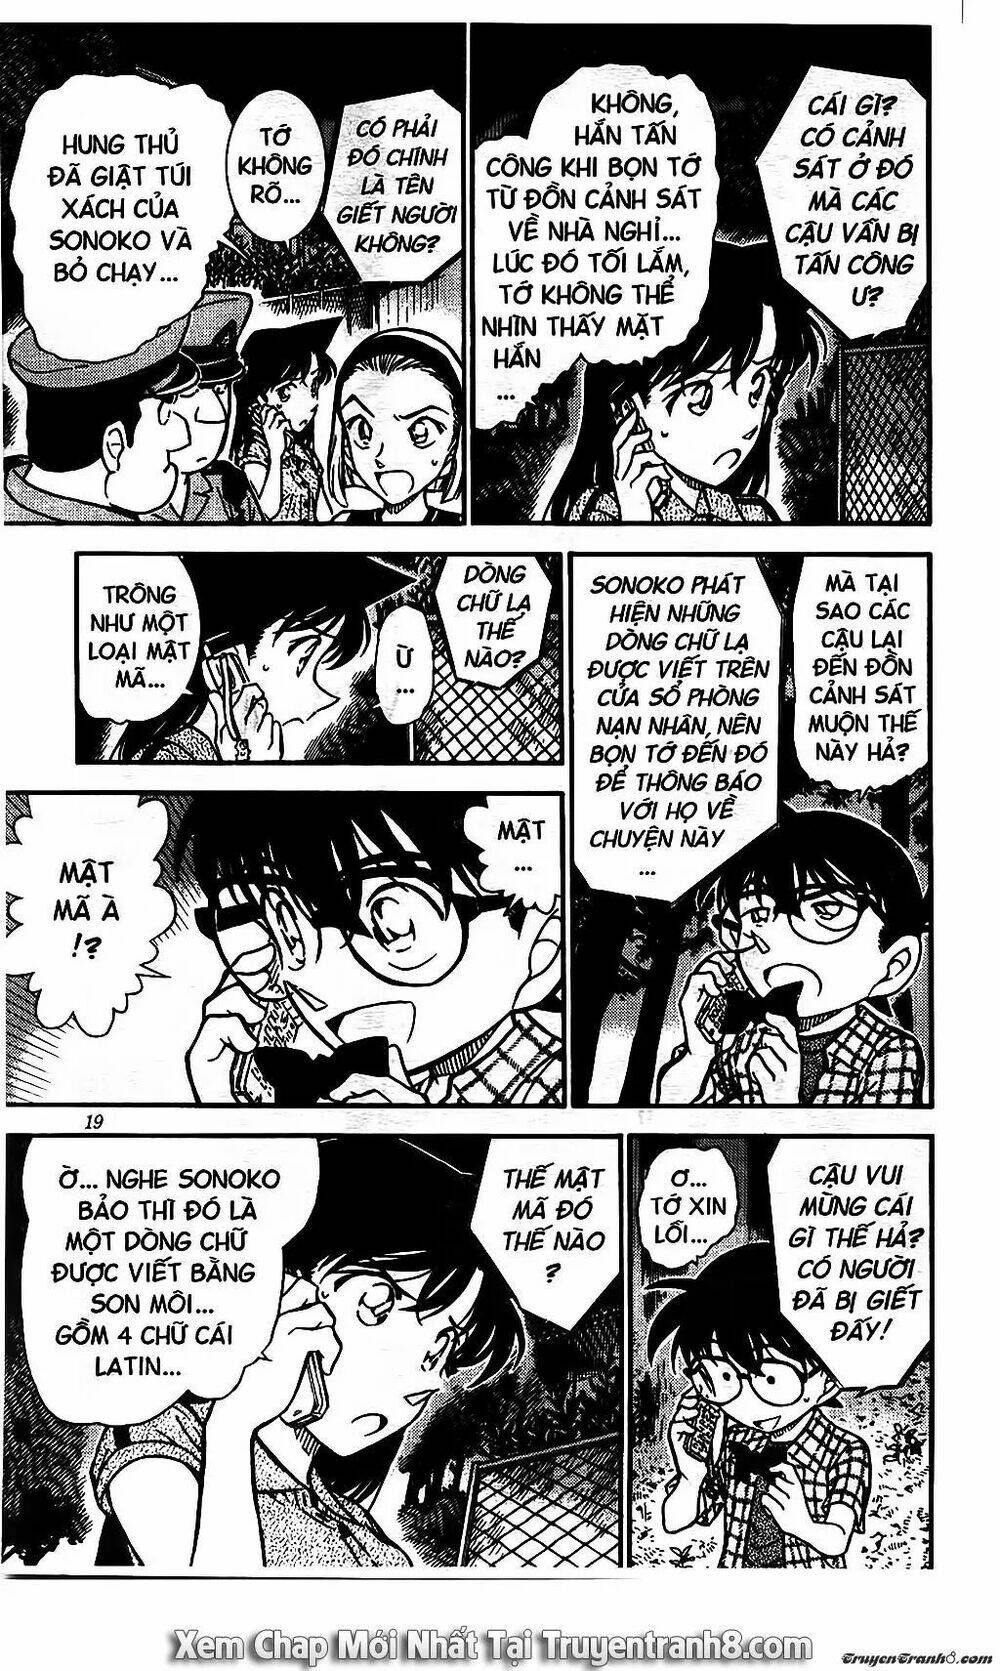 CÁI GÌ?
CÓ CẢNH
SÁT Ở ĐÓ
MÀ CÁC
CẬU VẪN BỊ
TẤN CÔNG
Ư?
KHÔNG,
HẮN TẤN
CÔNG KHI BỌN TỚ
TỪ ĐỒN CẢNH SÁT
VỀ NHÀ NGHỈ...
LÚC ĐÓ TỐI LẮM,
TỚ KHÔNG THỂ
NHÌN THẤY MẶT
HẮN
...
CÓ PHẢI
ĐÓ CHÍNH
LÀ TÊN
GIẾT NGƯỜI
KHÔNG?
TỚ
KHÔNG
RÕ...
HUNG THỦ
ĐÃ GIẬT TÚI
XÁCH CỦA
SONOKO VÀ
BỎ CHẠY...
MÀ TẠI
SAO CÁC
CẬU LẠI
ĐẾN ĐỒN
CẢNH SÁT
MUỘN THẾ
NÀY HẢ?
SONOKO PHÁT
HIỆN NHỮNG
DÒNG CHỮ LẠ
ĐƯỢC VIẾT TRÊN
CỬA SỔ PHÒNG
NẠN NHÂN, NÊN
BỌN TỚ ĐẾN ĐÓ
ĐỂ THÔNG BÁO
VỚI HỌ VỀ
CHUYỆN NÀY
...
DÒNG
CHỮ LẠ
THẾ
NÀO?
Ừ
...
TRÔNG
NHƯ MỘT
LOẠI MẬT
MÃ...
MẬT
...
MẬT
MÃ À
!?
19
CẬU VUI
MỪNG CÁI
GÌ THẾ HẢ?
CÓ NGƯỜI
ĐÃ BỊ GIẾT
ĐẤY!
Ơ...
TỚ XIN
LỖI...
THẾ MẬT
MÃ ĐÓ
THẾ NÀO
?
Ờ... NGHE SONOKO
BẢO THÌ ĐÓ LÀ
MỘT DÒNG CHỮ
ĐƯỢC VIẾT BẰNG
SON MÔI...
GỒM 4 CHỮ CÁI
LATIN...
Xem Chap Mới Nhất Tại Truyentranh8.com
TruyenTranh8.com